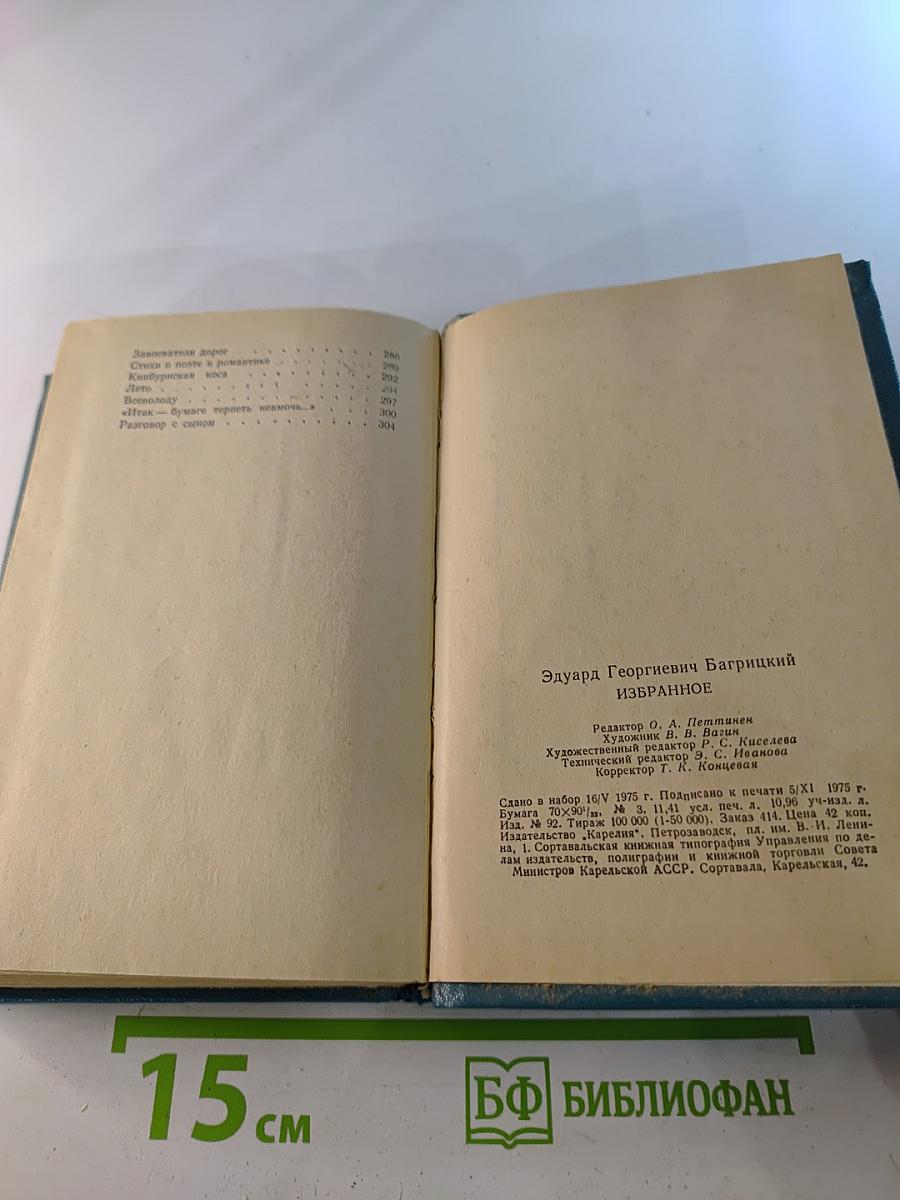 Завоеватели дорог . . . . . . . . . 286
Стихи о поэте и романтике . . . . . . 289
Кинбурнская коса . . . . . . . . . 292
Лето . . . . . . . . . . . . 294
Всеволоду . . . . . . . . . . . 297
«Итак — бумаге терпеть невмочь...» . . . . 300
Разговор с сыном . . . . . . . . . 304
Эдуард Георгиевич Багрицкий
ИЗБРАННОЕ
Редактор О. А. Петтинен
Художник В. В. Вагин
Художественный редактор Р. С. Киселева
Технический редактор Э. С. Иванова
Корректор Т. К. Концевая
Сдано в набор 16/V 1975 г. Подписано к печати 5/XI 1975 г.
Бумага 70×90¹/₃₂, № 3. 11,41 усл. печ. л. 10,96 уч-изд. л.
Изд. № 92. Тираж 100 000 (1-50 000). Заказ 414. Цена 42 коп.
Издательство „Карелия“. Петрозаводск, пл. им. В. И. Лени-
на, 1. Сортавальская книжная типография Управления по де-
лам издательств, полиграфии и книжной торговли Совета
Министров Карельской АССР. Сортавала, Карельская, 42.
15 см
БФ БИБЛИОФАН